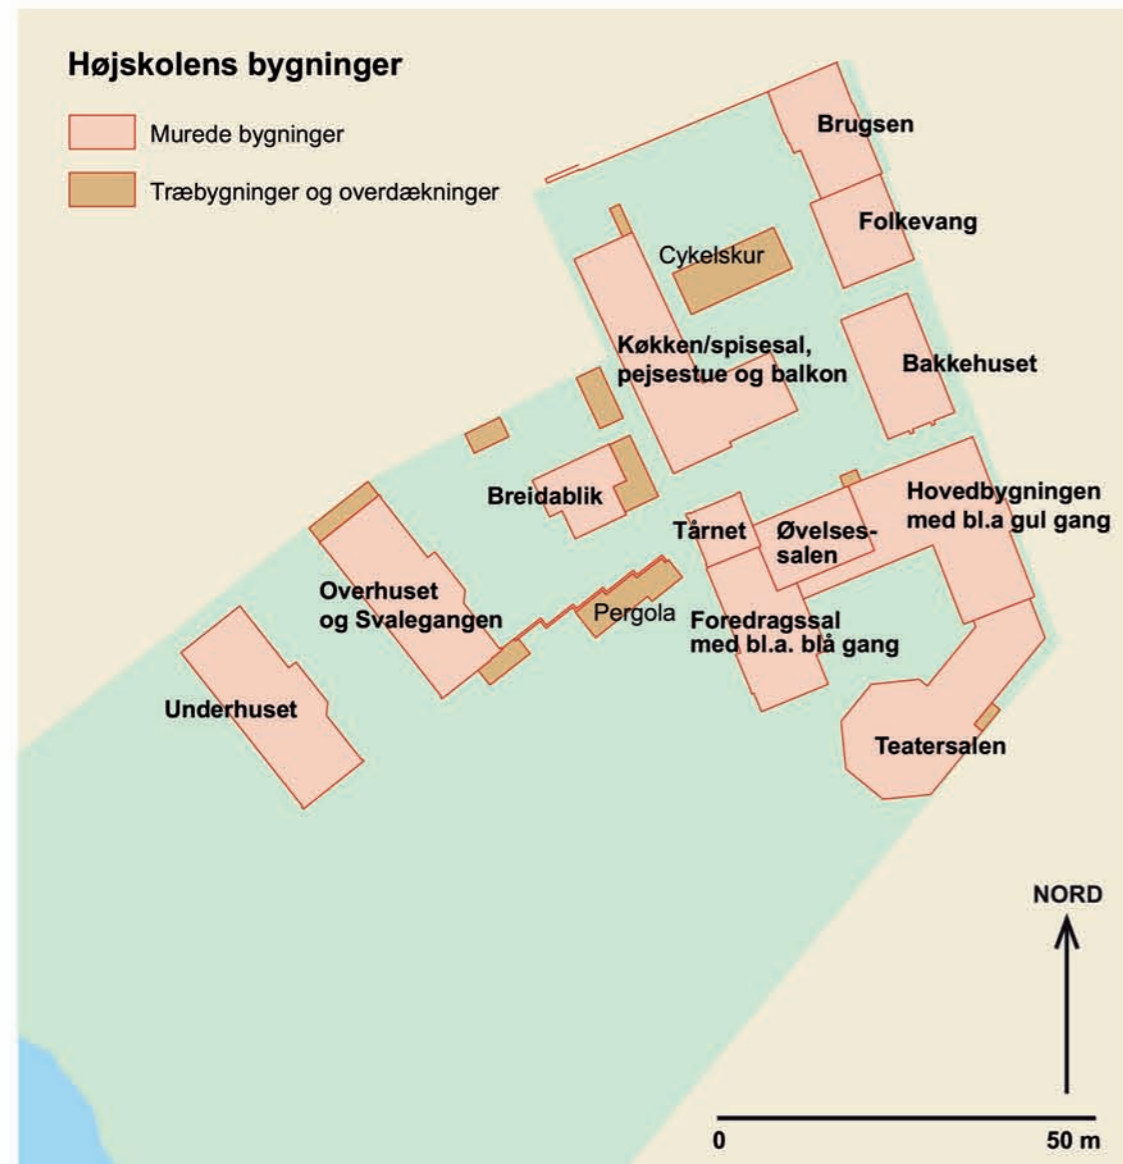 Højskolens bygninger
Murede bygninger
Træbygninger og overdækninger
Brugsen
Folkevang
Cykelskur
Køkken/spisesal,
pejsestue og balkon
Bakkehuset
Breidablik
Hovedbygningen
med bl.a gul gang
Tårnet
Øvelses-
salen
Overhuset
og Svalegangen
Pergola
Foredragssal
med bl.a. blå gang
Underhuset
Teatersalen
NORD
0
50 m